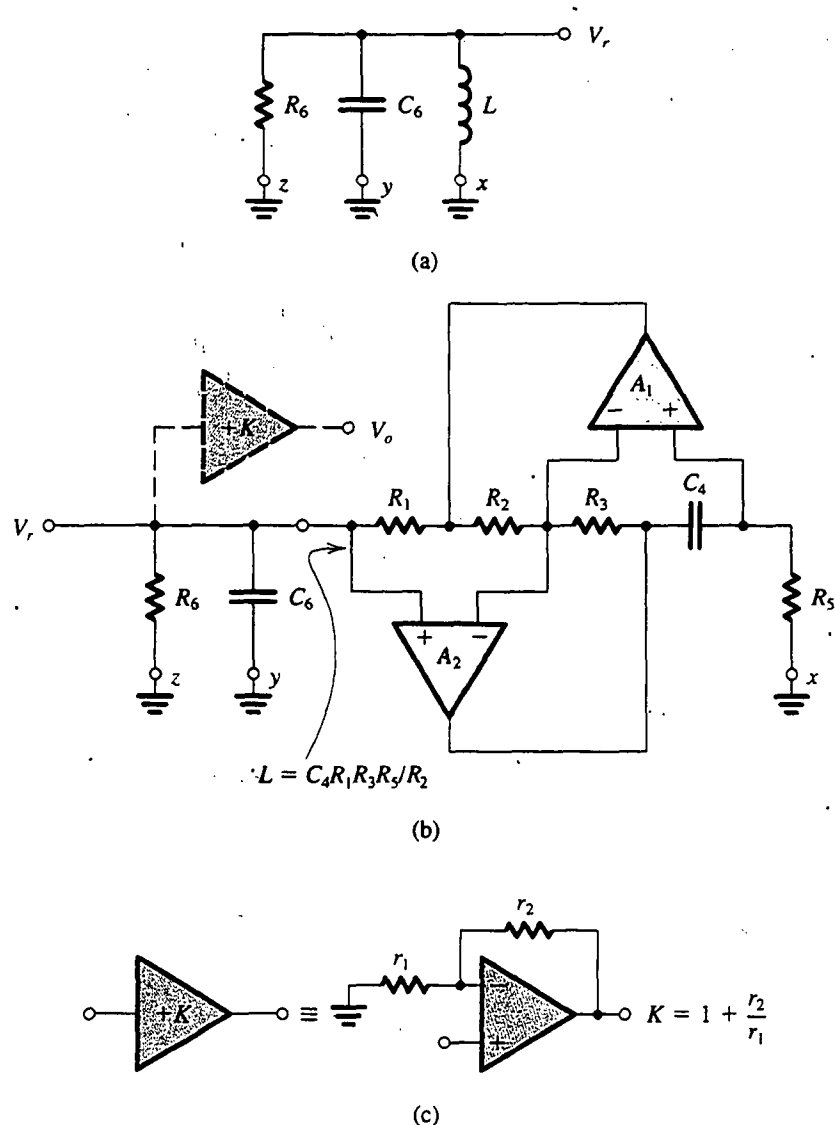 V_r
R_6
C_6
L
z
y
x
(a)
A_1
− +
+K
V_o
R_1
R_2
R_3
C_4
V_r
R_6
C_6
R_5
+ −
A_2
z
y
x
L = C_4R_1R_3R_5/R_2
(b)
r_2
r_1
+K
≡
−
+
K = 1 + r_2/r_1
(c)